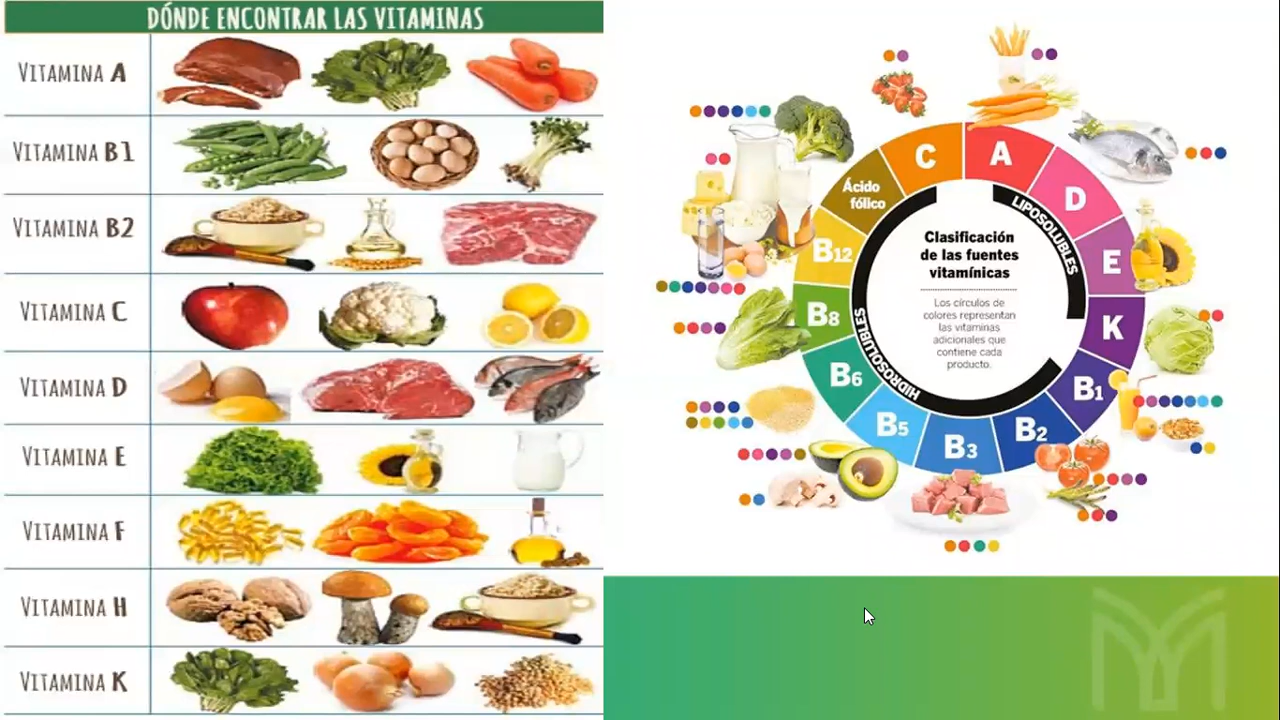 DÓNDE ENCONTRAR LAS VITAMINAS
VITAMINA A
VITAMINA B1
VITAMINA B2
VITAMINA C
VITAMINA D
VITAMINA E
VITAMINA F
VITAMINA H
VITAMINA K
C
A
D
E
K
B1
B2
B3
B5
B6
B8
B12
Ácido
fólico
LIPOSOLUBLES
HIDROSOLUBLES
Clasificación
de las fuentes
vitamínicas
Los círculos de
colores representan
las vitaminas
adicionales que
contiene cada
producto.